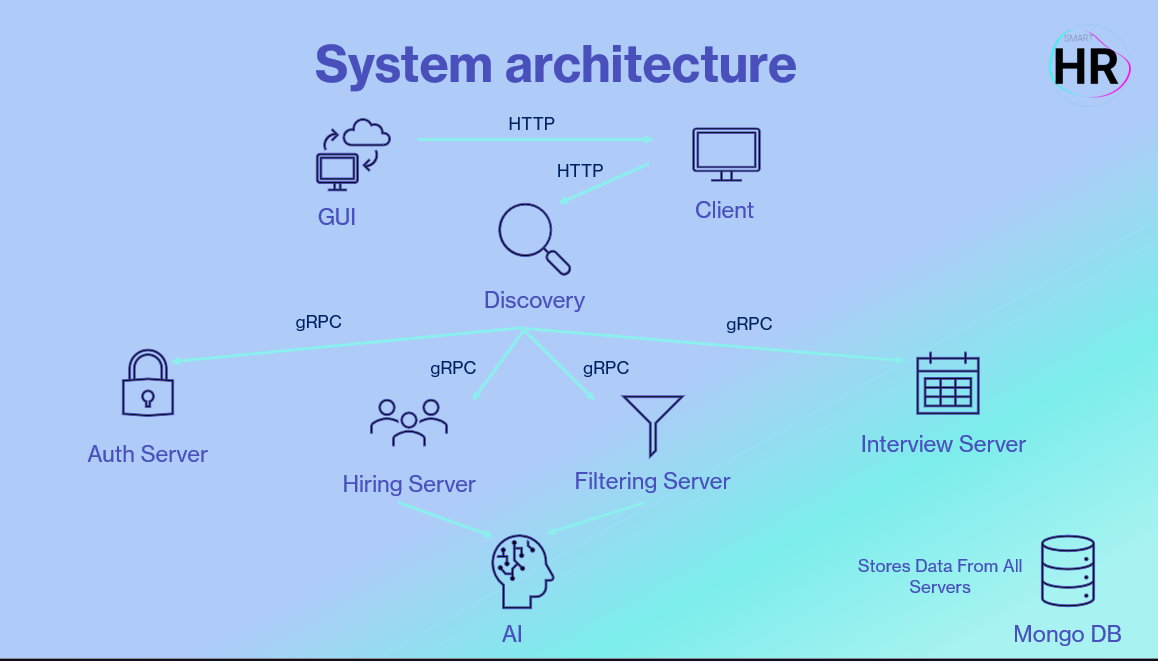 System architecture
SMART
HR
HTTP
HTTP
GUI
Client
Discovery
gRPC
gRPC
gRPC
gRPC
Auth Server
Hiring Server
Filtering Server
Interview Server
Stores Data From All
Servers
AI
Mongo DB